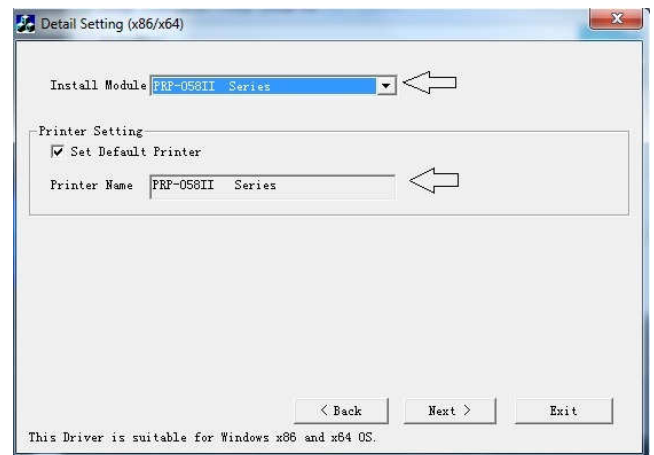 Detail Setting (x86/x64)
Install Module PRP-058II Series
Printer Setting
Set Default Printer
Printer Name PRP-058II Series
< Back Next > Exit
This Driver is suitable for Windows x86 and x64 OS.